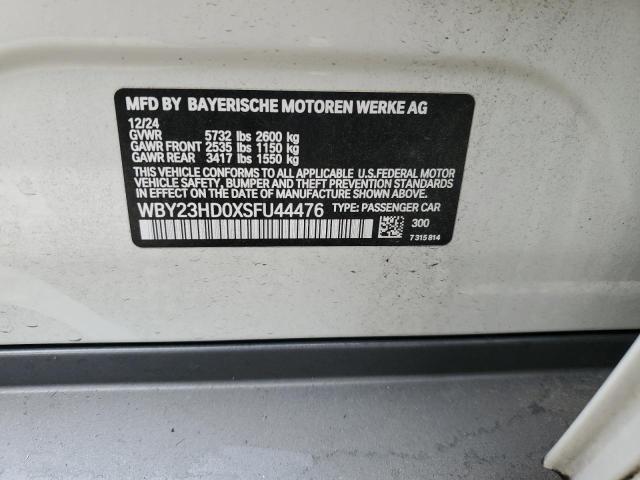 MFD BY BAYERISCHE MOTOREN WERKE AG
12/24
GVWR 5732 lbs 2600 kg
GAWR FRONT 2535 lbs 1150 kg
GAWR REAR 3417 lbs 1550 kg
THIS VEHICLE CONFORMS TO ALL APPLICABLE U.S.FEDERAL MOTOR
VEHICLE SAFETY, BUMPER AND THEFT PREVENTION STANDARDS
IN EFFECT ON THE DATE OF MANUFACTURE SHOWN ABOVE.
WBY23HD0XSFU44476 TYPE: PASSENGER CAR
300
7 315 814